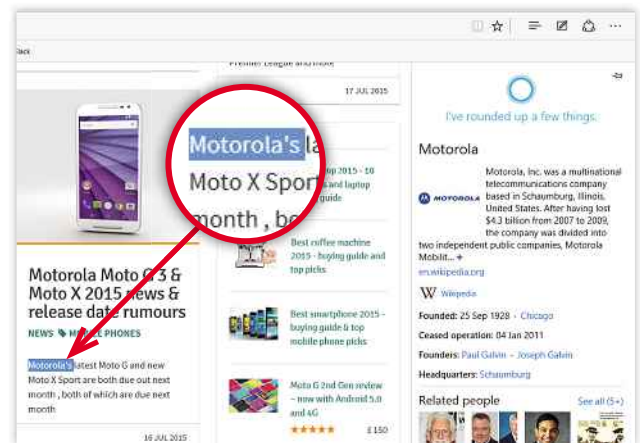 Back
Premier League and more
17 JUL 2015
Motorola's la
Moto X Sport
month , bo
top 2015 - 10
and laptop
guide
Best coffee machine
2015 - buying guide and
top picks
Best smartphone 2015 -
buying guide & top
mobile phone picks
Moto G 2nd Gen review
- now with Android 5.0
and 4G
£150
Motorola Moto G 3 &
Moto X 2015 news &
release date rumours
NEWS MOBILE PHONES
Motorola's latest Moto G and new
Moto X Sport are both due out next
month , both of which are due next
month
16 JUL 2015
I've rounded up a few things.
Motorola
MOTOROLA
Motorola, Inc. was a multinational
telecommunications company
based in Schaumburg, Illinois,
United States. After having lost
$4.3 billion from 2007 to 2009,
the company was divided into
two independent public companies, Motorola
Mobilit... +
en.wikipedia.org
W Wikipedia
Founded: 25 Sep 1928 - Chicago
Ceased operation: 04 Jan 2011
Founders: Paul Galvin - Joseph Galvin
Headquarters: Schaumburg
Related people
See all (5+)